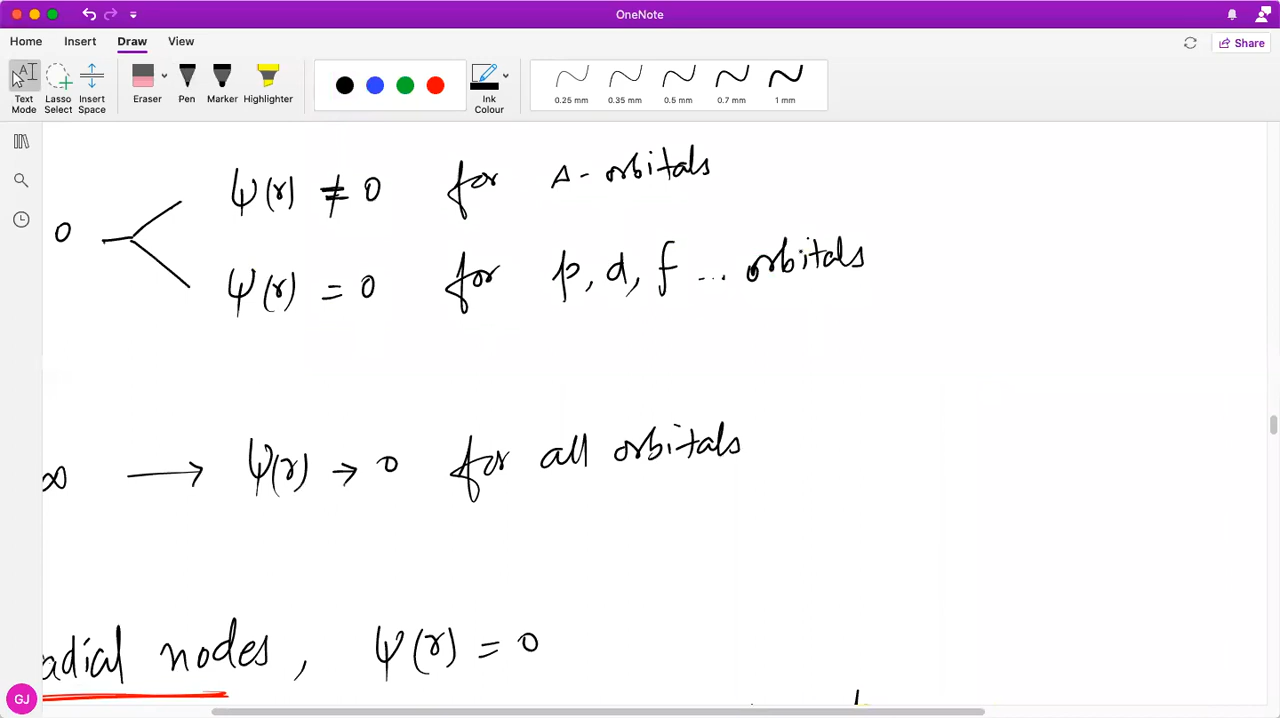 OneNote
Home Insert Draw View
Share
Text Mode
Lasso Select
Insert Space
Eraser
Pen
Marker
Highlighter
Ink Colour
0.25 mm
0.35 mm
0.5 mm
0.7 mm
1 mm
ψ(r) ≠ 0 for s-orbitals
0
ψ(r) = 0 for p, d, f ... orbitals
∞ → ψ(r) → 0 for all orbitals
adial nodes, ψ(r) = 0
GJ